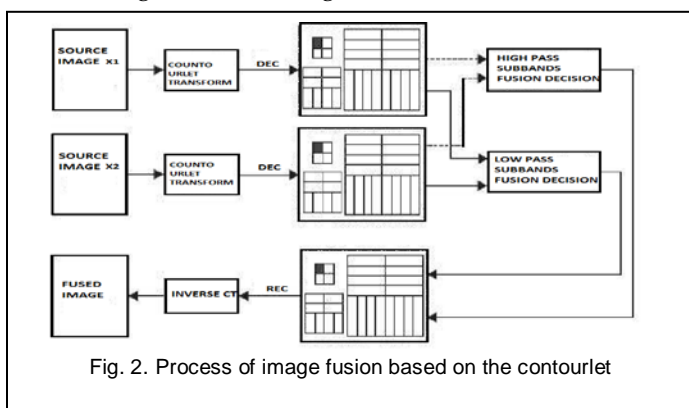 SOURCE
IMAGE X1
COUNTO
URLET
TRANSFORM
DEC
HIGH PASS
SUBBANDS
FUSION DECISION
SOURCE
IMAGE X2
COUNTO
URLET
TRANSFORM
DEC
LOW PASS
SUBBANDS
FUSION DECISION
FUSED
IMAGE
INVERSE CT
REC
Fig. 2. Process of image fusion based on the contourlet